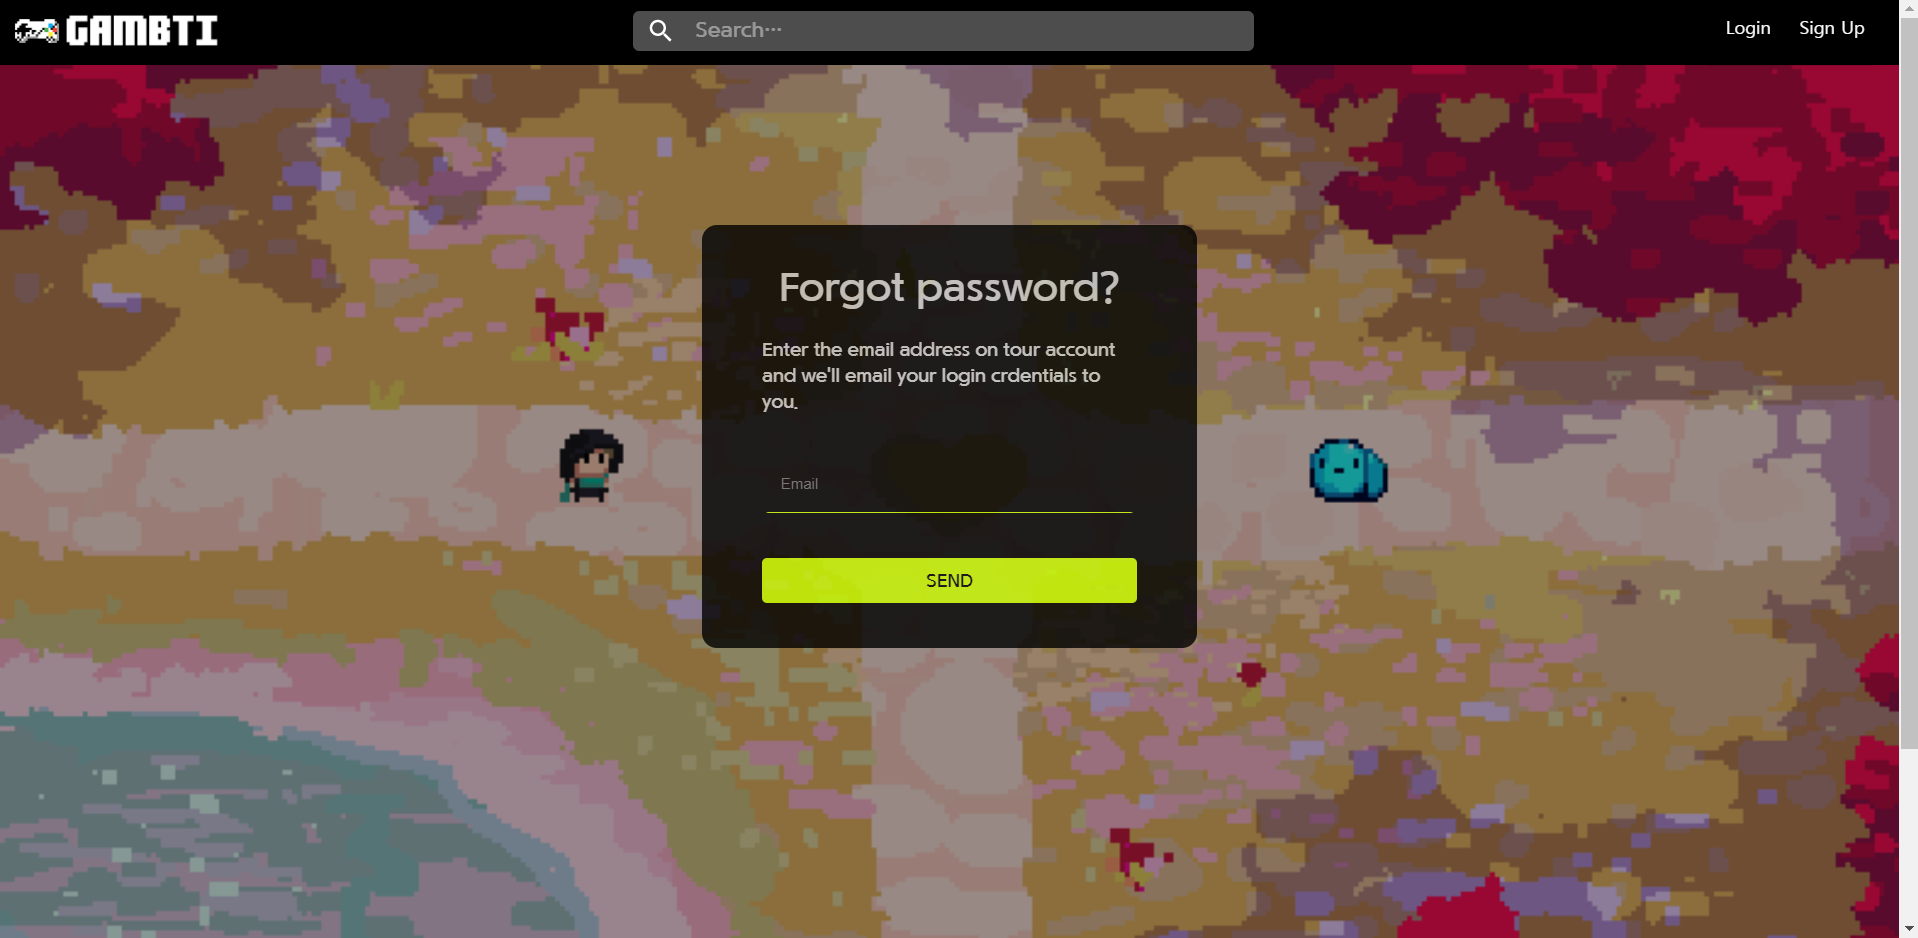 GAMBTI
Search···
Login Sign Up
Forgot password?
Enter the email address on tour account
and we'll email your login crdentials to
you.
Email
SEND